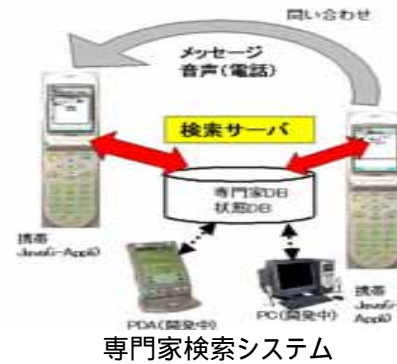 問い合わせ
メッセージ
音声(電話)
検索サーバ
専門家DB
状態DB
携帯
Java(i-Appli)
PDA(開発中)
PC(開発中)
携帯
Java(i-Appli)
専門家検索システム